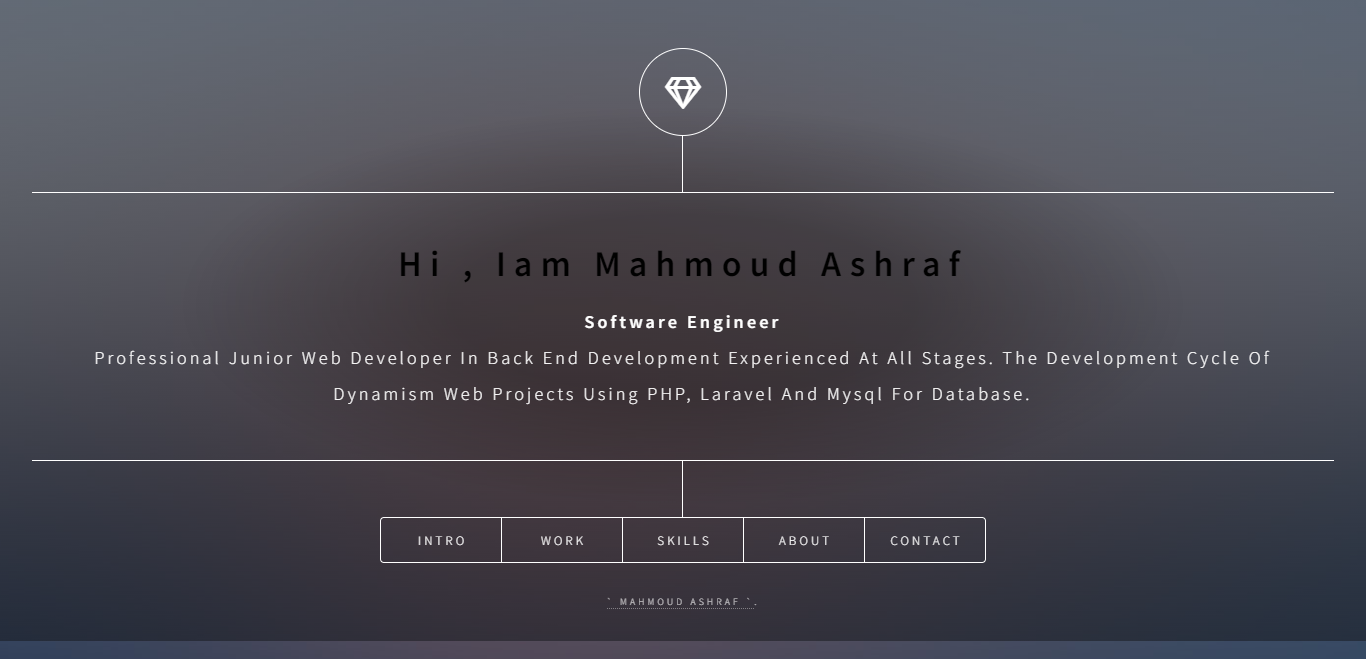 Hi , Iam Mahmoud Ashraf
Software Engineer
Professional Junior Web Developer In Back End Development Experienced At All Stages. The Development Cycle Of
Dynamism Web Projects Using PHP, Laravel And Mysql For Database.
INTRO WORK SKILLS ABOUT CONTACT
` MAHMOUD ASHRAF `.